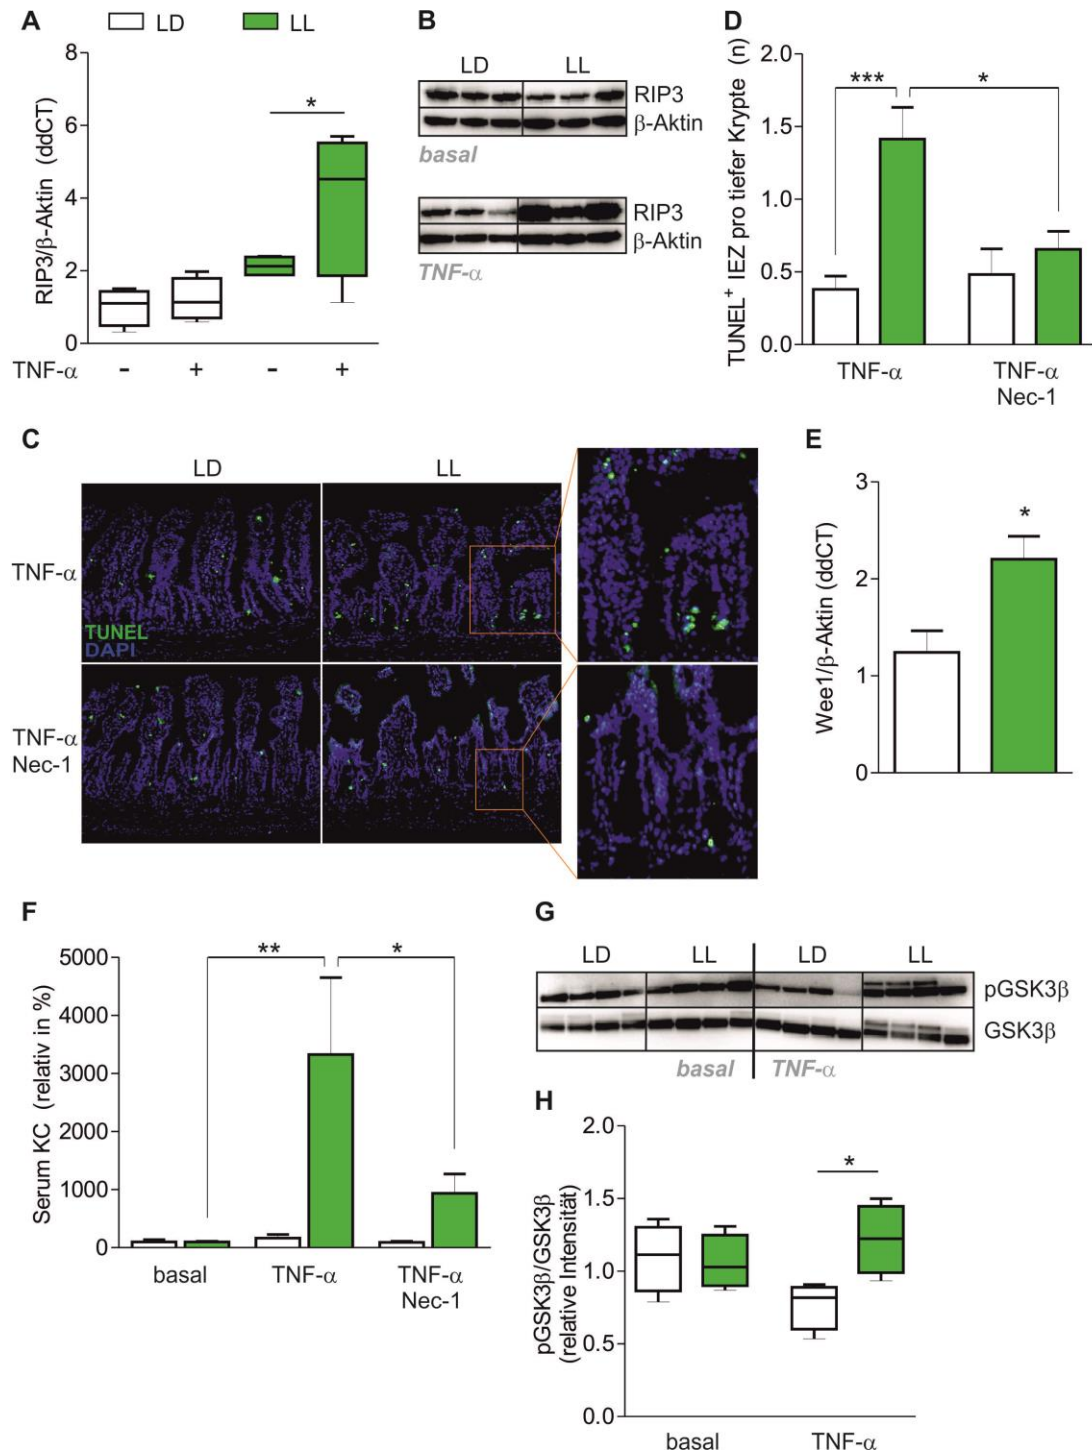 A
LD
LL
8
6
4
2
0
RIP3/β-Aktin (ddCT)
*
TNF-α
-
+
-
+
B
LD
LL
RIP3
β-Aktin
basal
RIP3
β-Aktin
TNF-α
D
2.0
1.5
1.0
0.5
0.0
TUNEL+ IEZ pro tiefer Krypte (n)
***
*
TNF-α
TNF-α
Nec-1
C
LD
LL
TNF-α
TUNEL
DAPI
TNF-α
Nec-1
E
3
2
1
0
Wee1/β-Aktin (ddCT)
*
F
5000
4000
3000
2000
1000
0
Serum KC (relativ in %)
**
*
basal
TNF-α
TNF-α
Nec-1
G
LD
LL
LD
LL
pGSK3β
GSK3β
basal
TNF-α
H
2.0
1.5
1.0
0.5
0.0
pGSK3β/GSK3β
(relative Intensität)
*
basal
TNF-α